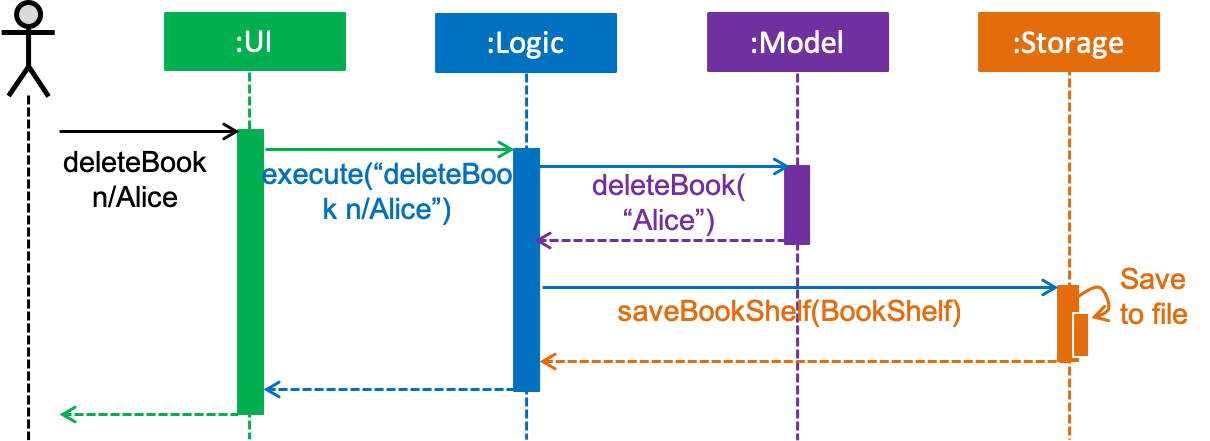 :UI
:Logic
:Model
:Storage
deleteBook
n/Alice
execute(“deleteBoo
k n/Alice”)
deleteBook(
“Alice”)
saveBookShelf(BookShelf)
Save
to file